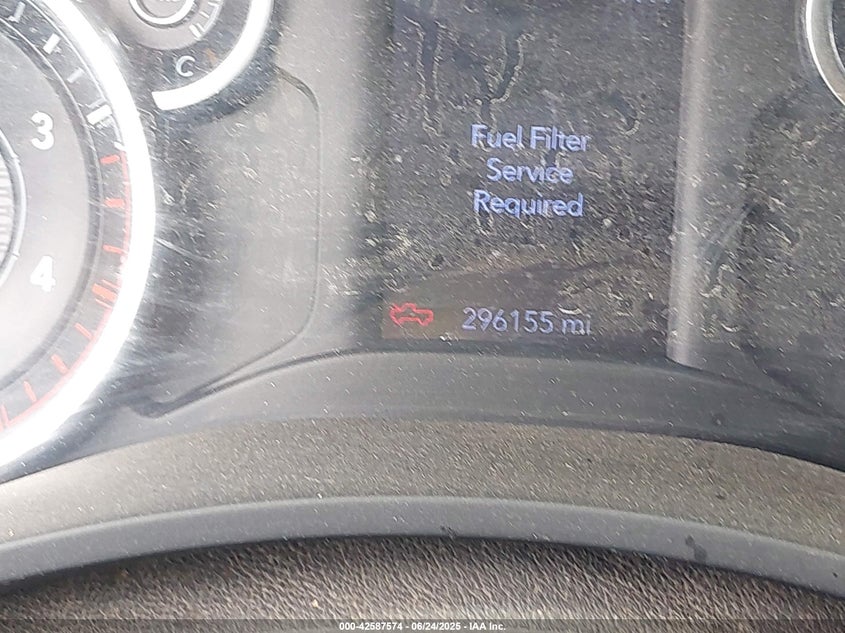 C
3
4
Fuel Filter
Service
Required
296155 mi
000-42587574 - 06/24/2025 - IAA Inc.